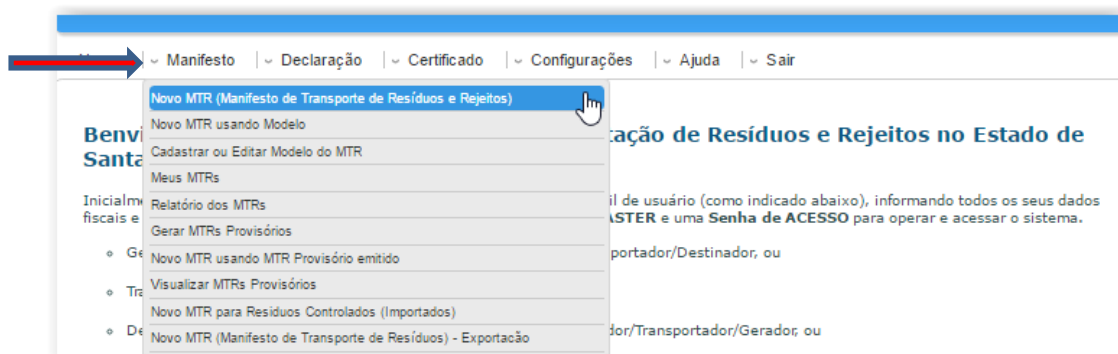 Manifesto Declaração Certificado Configurações Ajuda Sair
Novo MTR (Manifesto de Transporte de Resíduos e Rejeitos)
Novo MTR usando Modelo
Cadastrar ou Editar Modelo do MTR
Meus MTRs
Relatório dos MTRs
Gerar MTRs Provisórios
Novo MTR usando MTR Provisório emitido
Visualizar MTRs Provisórios
Novo MTR para Residuos Controlados (Importados)
Novo MTR (Manifesto de Transporte de Resíduos) - Exportacão
Benvi tação de Resíduos e Rejeitos no Estado de
Santa
Inicialm il de usuário (como indicado abaixo), informando todos os seus dados
fiscais e ASTER e uma Senha de ACESSO para operar e acessar o sistema.
Ge portador/Destinador, ou
Tra
De dor/Transportador/Gerador, ou